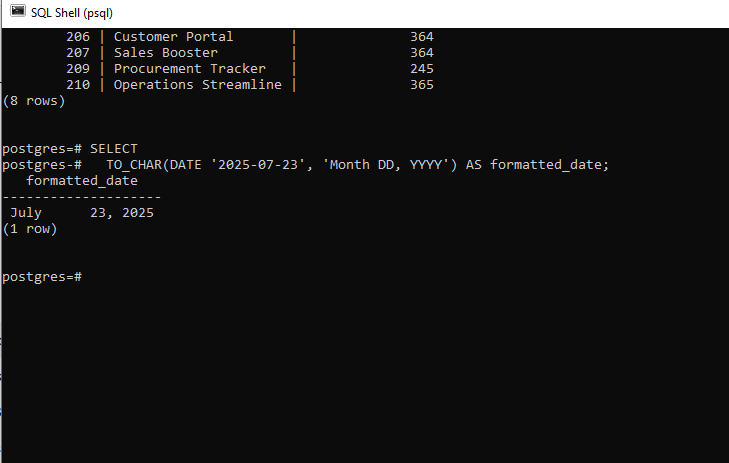 SQL Shell (psql)
        206 | Customer Portal       |              364
        207 | Sales Booster         |              364
        209 | Procurement Tracker   |              245
        210 | Operations Streamline |              365
(8 rows)
postgres=# SELECT
postgres-#   TO_CHAR(DATE '2025-07-23', 'Month DD, YYYY') AS formatted_date;
   formatted_date
--------------------
 July      23, 2025
(1 row)
postgres=#